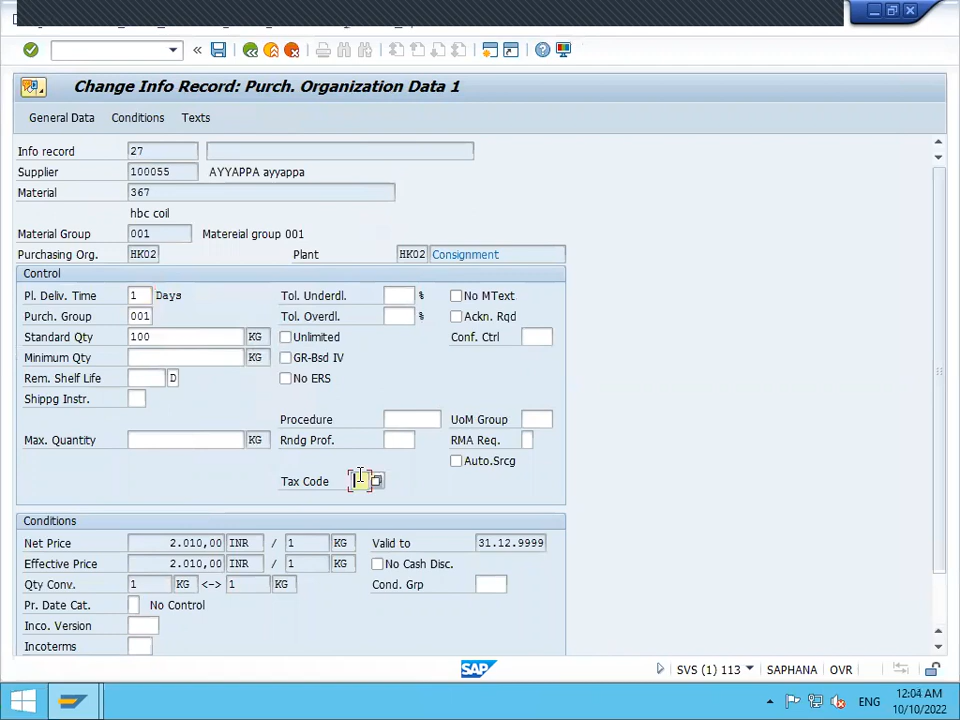 Change Info Record: Purch. Organization Data 1
General Data Conditions Texts
Info record 27
Supplier 100055 AYYAPPA ayyappa
Material 367
hbc coil
Material Group 001 Matereial group 001
Purchasing Org. HK02 Plant HK02 Consignment
Control
Pl. Deliv. Time 1 Days Tol. Underdl. % No MText
Purch. Group 001 Tol. Overdl. % Ackn. Rqd
Standard Qty 100 KG Unlimited Conf. Ctrl
Minimum Qty KG GR-Bsd IV
Rem. Shelf Life D No ERS
Shippg Instr.
Procedure UoM Group
Max. Quantity KG Rndg Prof. RMA Req.
Auto.Srcg
Tax Code
Conditions
Net Price 2.010,00 INR / 1 KG Valid to 31.12.9999
Effective Price 2.010,00 INR / 1 KG No Cash Disc.
Qty Conv. 1 KG <-> 1 KG Cond. Grp
Pr. Date Cat. No Control
Inco. Version
Incoterms
SAP SVS (1) 113 SAPHANA OVR
ENG 12:04 AM
10/10/2022